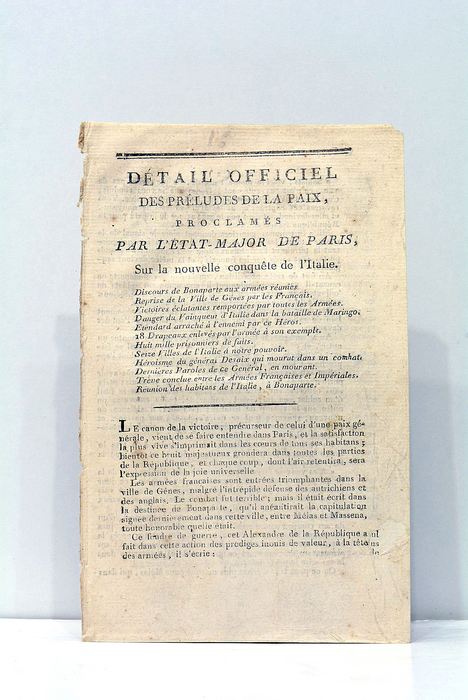 DÉTAIL OFFICIEL
DES PRÉLUDES DE LA PAIX,
PROCLAMÉS
PAR L'ÉTAT-MAJOR DE PARIS,
Sur la nouvelle conquête de l'Italie.
Discours de Bonaparte aux armées réunies.
Reprise de la Ville de Gênes par les Français.
Victoires éclatantes remportées par toutes les Armées.
Danger du Vainqueur d'Italie dans la bataille de Maringo.
Etendard arraché à l'ennemi par ce Héros.
18 Drapeaux enlevés par l'armée à son exemple.
Huit mille prisonniers de faits.
Seize Villes de l'Italie à notre pouvoir.
Héroïsme du général Desaix qui mourut dans un combat.
Dernières Paroles de ce Général, en mourant.
Trève conclue entre les Armées Françaises et Impériales.
Réunion des habitans de l'Italie, à Bonaparte.
LE canon de la victoire, précurseur de celui d'une paix gé-
nérale, vient de se faire entendre dans Paris, et la satisfaction
la plus vive s'imprimait dans les cœurs de tous ses habitans;
bientôt ce bruit majestueux grondera dans toutes les parties
de la République, et chaque coup, dont l'air retentira, sera
l'expression de la joie universelle
Les armées françaises sont entrées triomphantes dans la
ville de Gênes, malgré l'intrépide défense des autrichiens et
des anglais. Le combat fut terrible; mais il était écrit dans
la destinée de Bonaparte, qu'il anéantirait la capitulation
signée dernièrement dans cette ville, entre Mélas et Massena,
toute honorable quelle était.
Ce foudre de guerre, cet Alexandre de la République a
fait dans cette action des prodiges inouis de valeur, à la tête
des armées, il s'écrie: